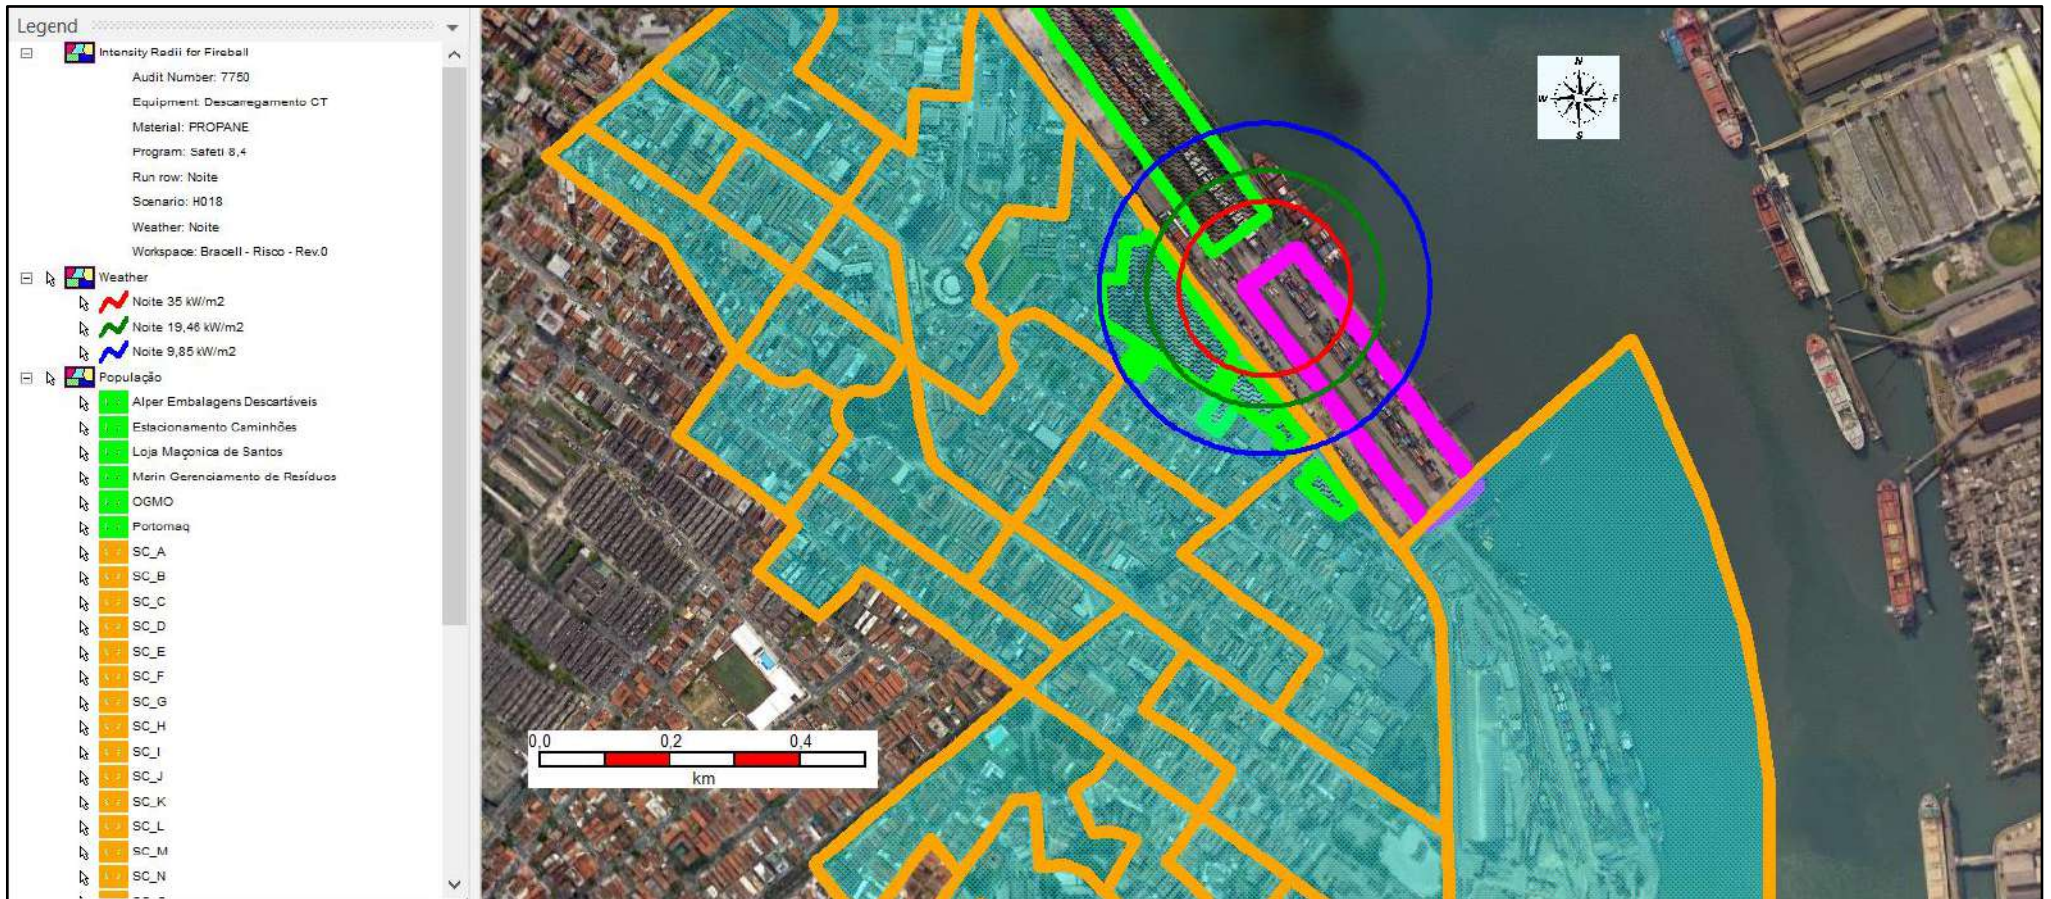 Legend
Intensity Radii for Fireball
Audit Number: 7750
Equipment: Descarregamento CT
Material: PROPANE
Program: Safeti 8,4
Run row: Noite
Scenario: H018
Weather: Noite
Workspace: Bracell - Risco - Rev.0
Weather
Noite 35 kW/m2
Noite 19,46 kW/m2
Noite 9,85 kW/m2
População
Alper Embalagens Descartáveis
Estacionamento Caminhões
Loja Maçonica de Santos
Marin Gerenciamento de Resíduos
OGMO
Portomaq
SC_A
SC_B
SC_C
SC_D
SC_E
SC_F
SC_G
SC_H
SC_I
SC_J
SC_K
SC_L
SC_M
SC_N
N
W E
S
0,0 0,2 0,4
km